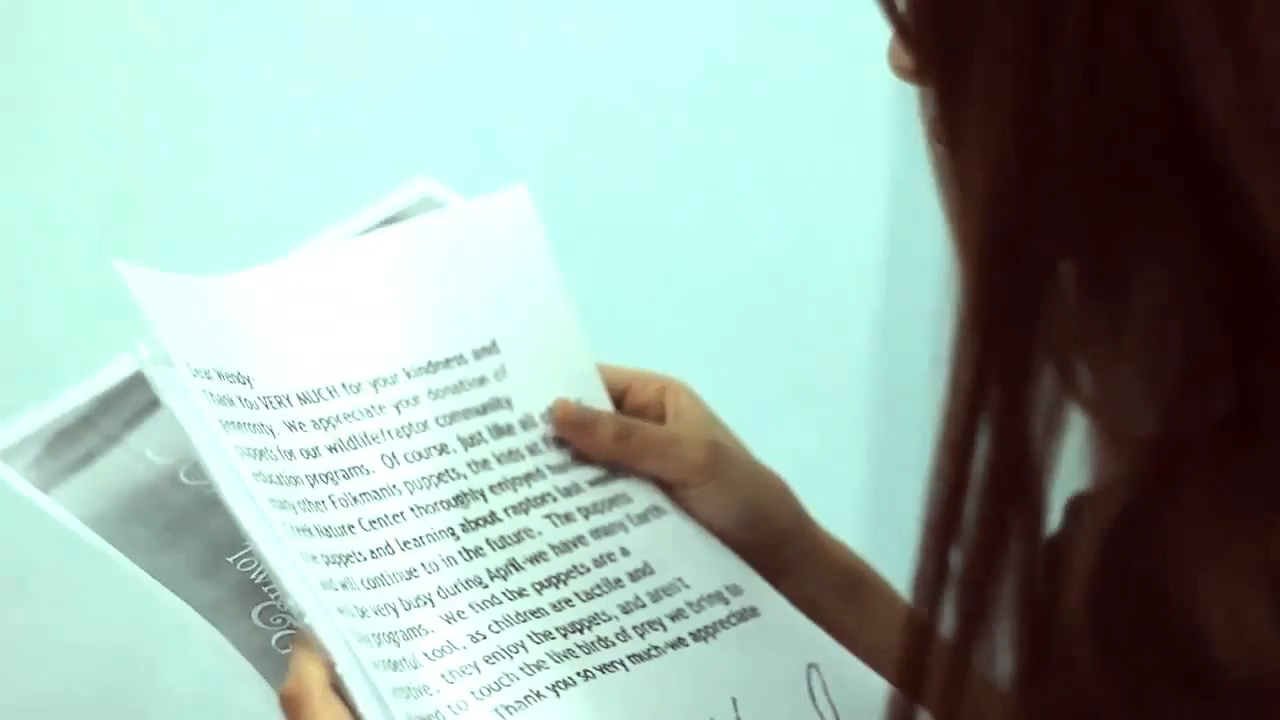 Dear Wendy-
Thank You VERY MUCH for your kindness and
generosity. We appreciate your donation of
puppets for our wildlife/raptor community
education programs. Of course, just like all
many other Folkmanis puppets, the kids at
Creek Nature Center thoroughly enjoyed
the puppets and learning about raptors last
and will continue to in the future. The puppets
will be very busy during April-we have many Earth
programs. We find the puppets are a
tool, as children are tactile and
they enjoy the puppets, and aren't
to touch the live birds of prey we bring to
Thank you so very much-we appreciate
Town
&